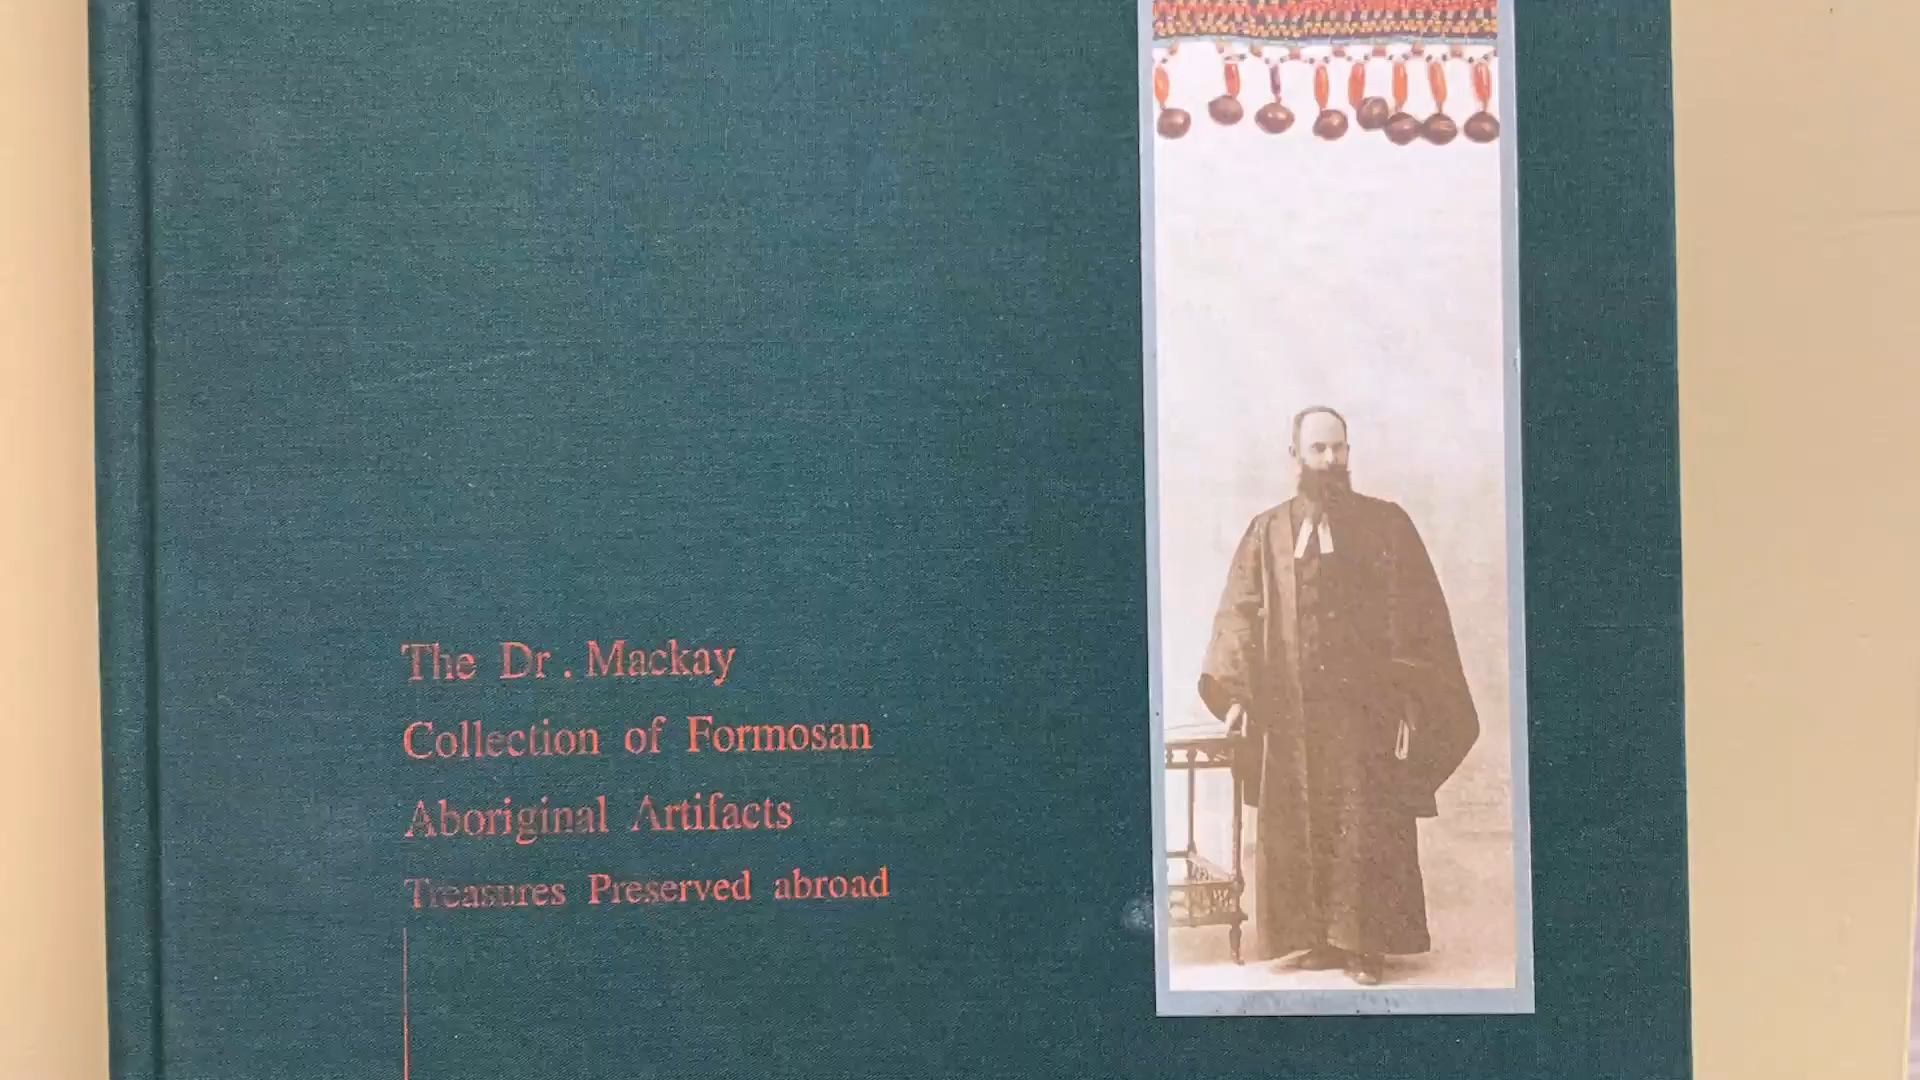 The Dr. Mackay
Collection of Formosan
Aboriginal Artifacts
Treasures Preserved abroad